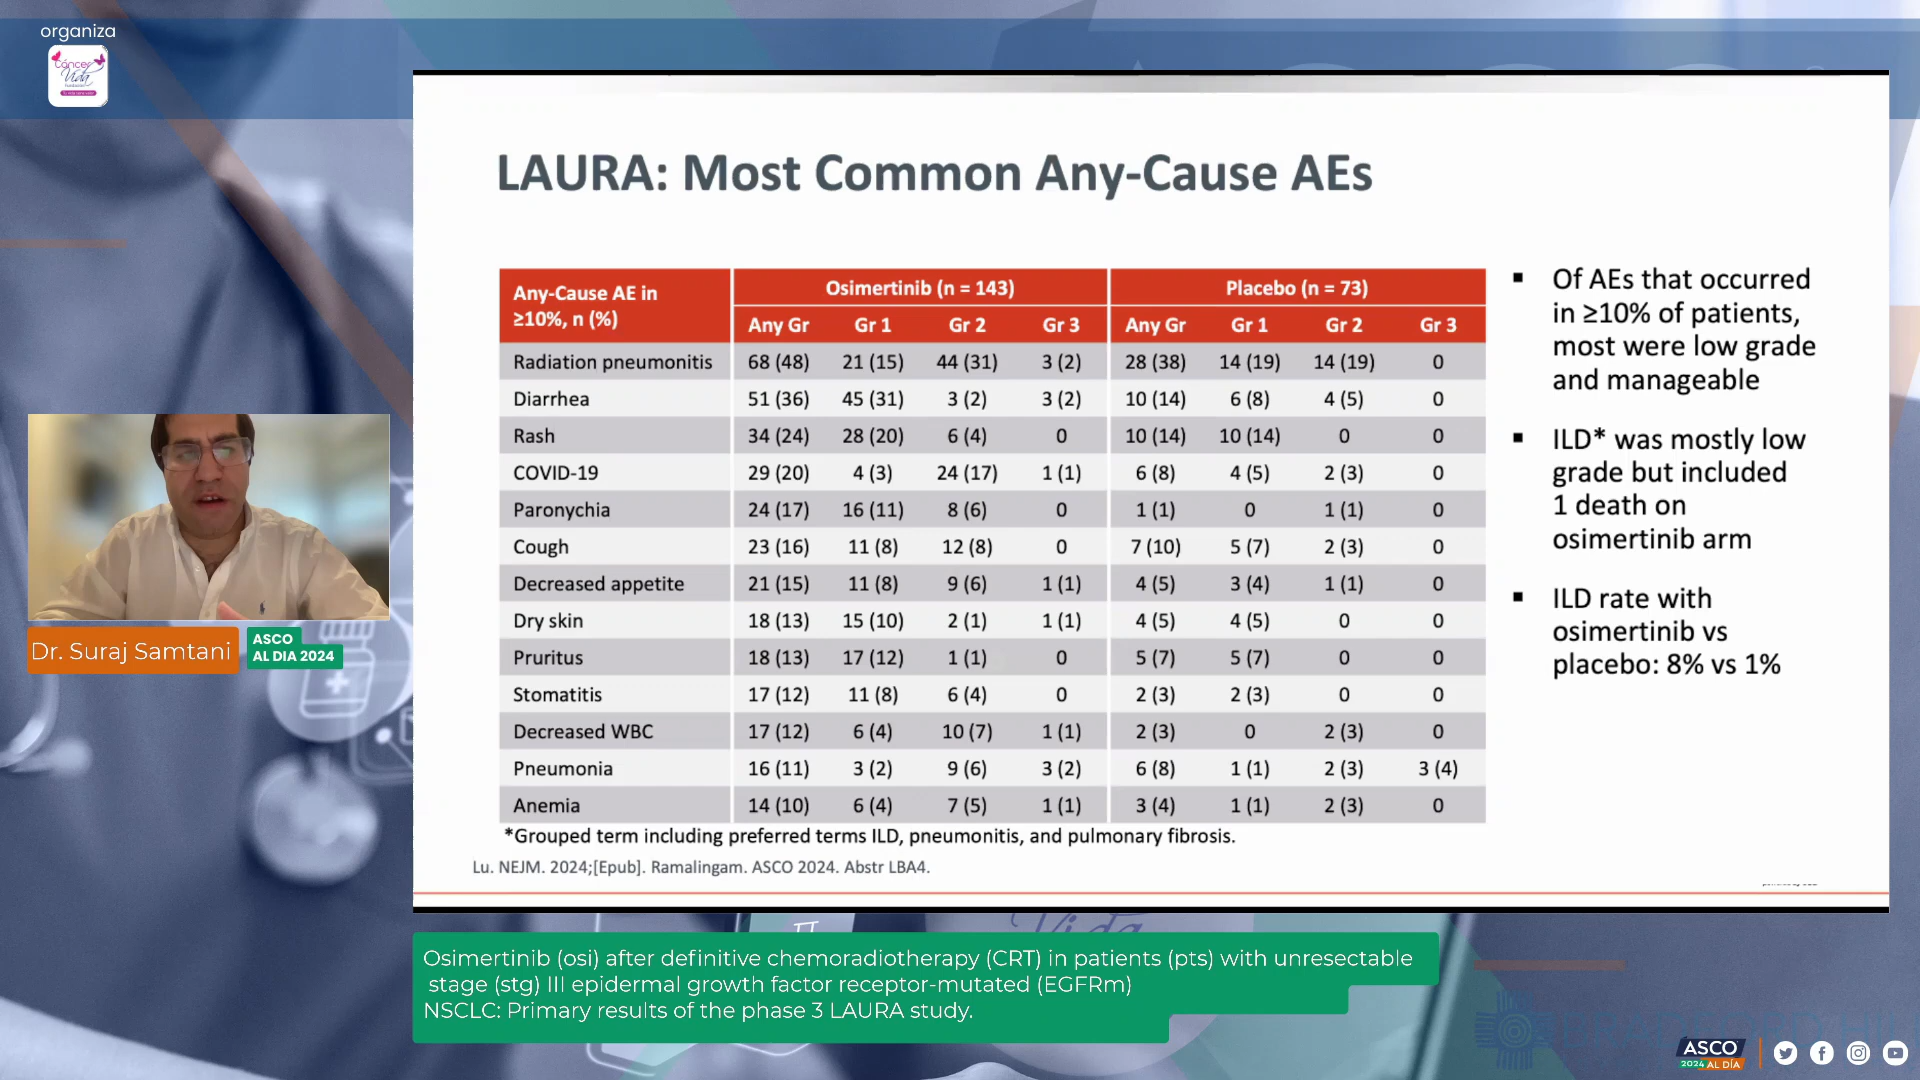 organiza
Cáncer
Vida
LAURA: Most Common Any-Cause AEs
Any-Cause AE in ≥10%, n (%) Osimertinib (n = 143) Placebo (n = 73)
Any Gr Gr 1 Gr 2 Gr 3 Any Gr Gr 1 Gr 2 Gr 3
Radiation pneumonitis 68 (48) 21 (15) 44 (31) 3 (2) 28 (38) 14 (19) 14 (19) 0
Diarrhea 51 (36) 45 (31) 3 (2) 3 (2) 10 (14) 6 (8) 4 (5) 0
Rash 34 (24) 28 (20) 6 (4) 0 10 (14) 10 (14) 0 0
COVID-19 29 (20) 4 (3) 24 (17) 1 (1) 6 (8) 4 (5) 2 (3) 0
Paronychia 24 (17) 16 (11) 8 (6) 0 1 (1) 0 1 (1) 0
Cough 23 (16) 11 (8) 12 (8) 0 7 (10) 5 (7) 2 (3) 0
Decreased appetite 21 (15) 11 (8) 9 (6) 1 (1) 4 (5) 3 (4) 1 (1) 0
Dry skin 18 (13) 15 (10) 2 (1) 1 (1) 4 (5) 4 (5) 0 0
Pruritus 18 (13) 17 (12) 1 (1) 0 5 (7) 5 (7) 0 0
Stomatitis 17 (12) 11 (8) 6 (4) 0 2 (3) 2 (3) 0 0
Decreased WBC 17 (12) 6 (4) 10 (7) 1 (1) 2 (3) 0 2 (3) 0
Pneumonia 16 (11) 3 (2) 9 (6) 3 (2) 6 (8) 1 (1) 2 (3) 3 (4)
Anemia 14 (10) 6 (4) 7 (5) 1 (1) 3 (4) 1 (1) 2 (3) 0
*Grouped term including preferred terms ILD, pneumonitis, and pulmonary fibrosis.
Lu. NEJM. 2024;[Epub]. Ramalingam. ASCO 2024. Abstr LBA4.
▪ Of AEs that occurred
in ≥10% of patients,
most were low grade
and manageable
▪ ILD* was mostly low
grade but included
1 death on
osimertinib arm
▪ ILD rate with
osimertinib vs
placebo: 8% vs 1%
Dr. Suraj Samtani
ASCO
AL DIA 2024
Osimertinib (osi) after definitive chemoradiotherapy (CRT) in patients (pts) with unresectable
stage (stg) III epidermal growth factor receptor-mutated (EGFRm)
NSCLC: Primary results of the phase 3 LAURA study.
ASCO
2024 AL DÍA